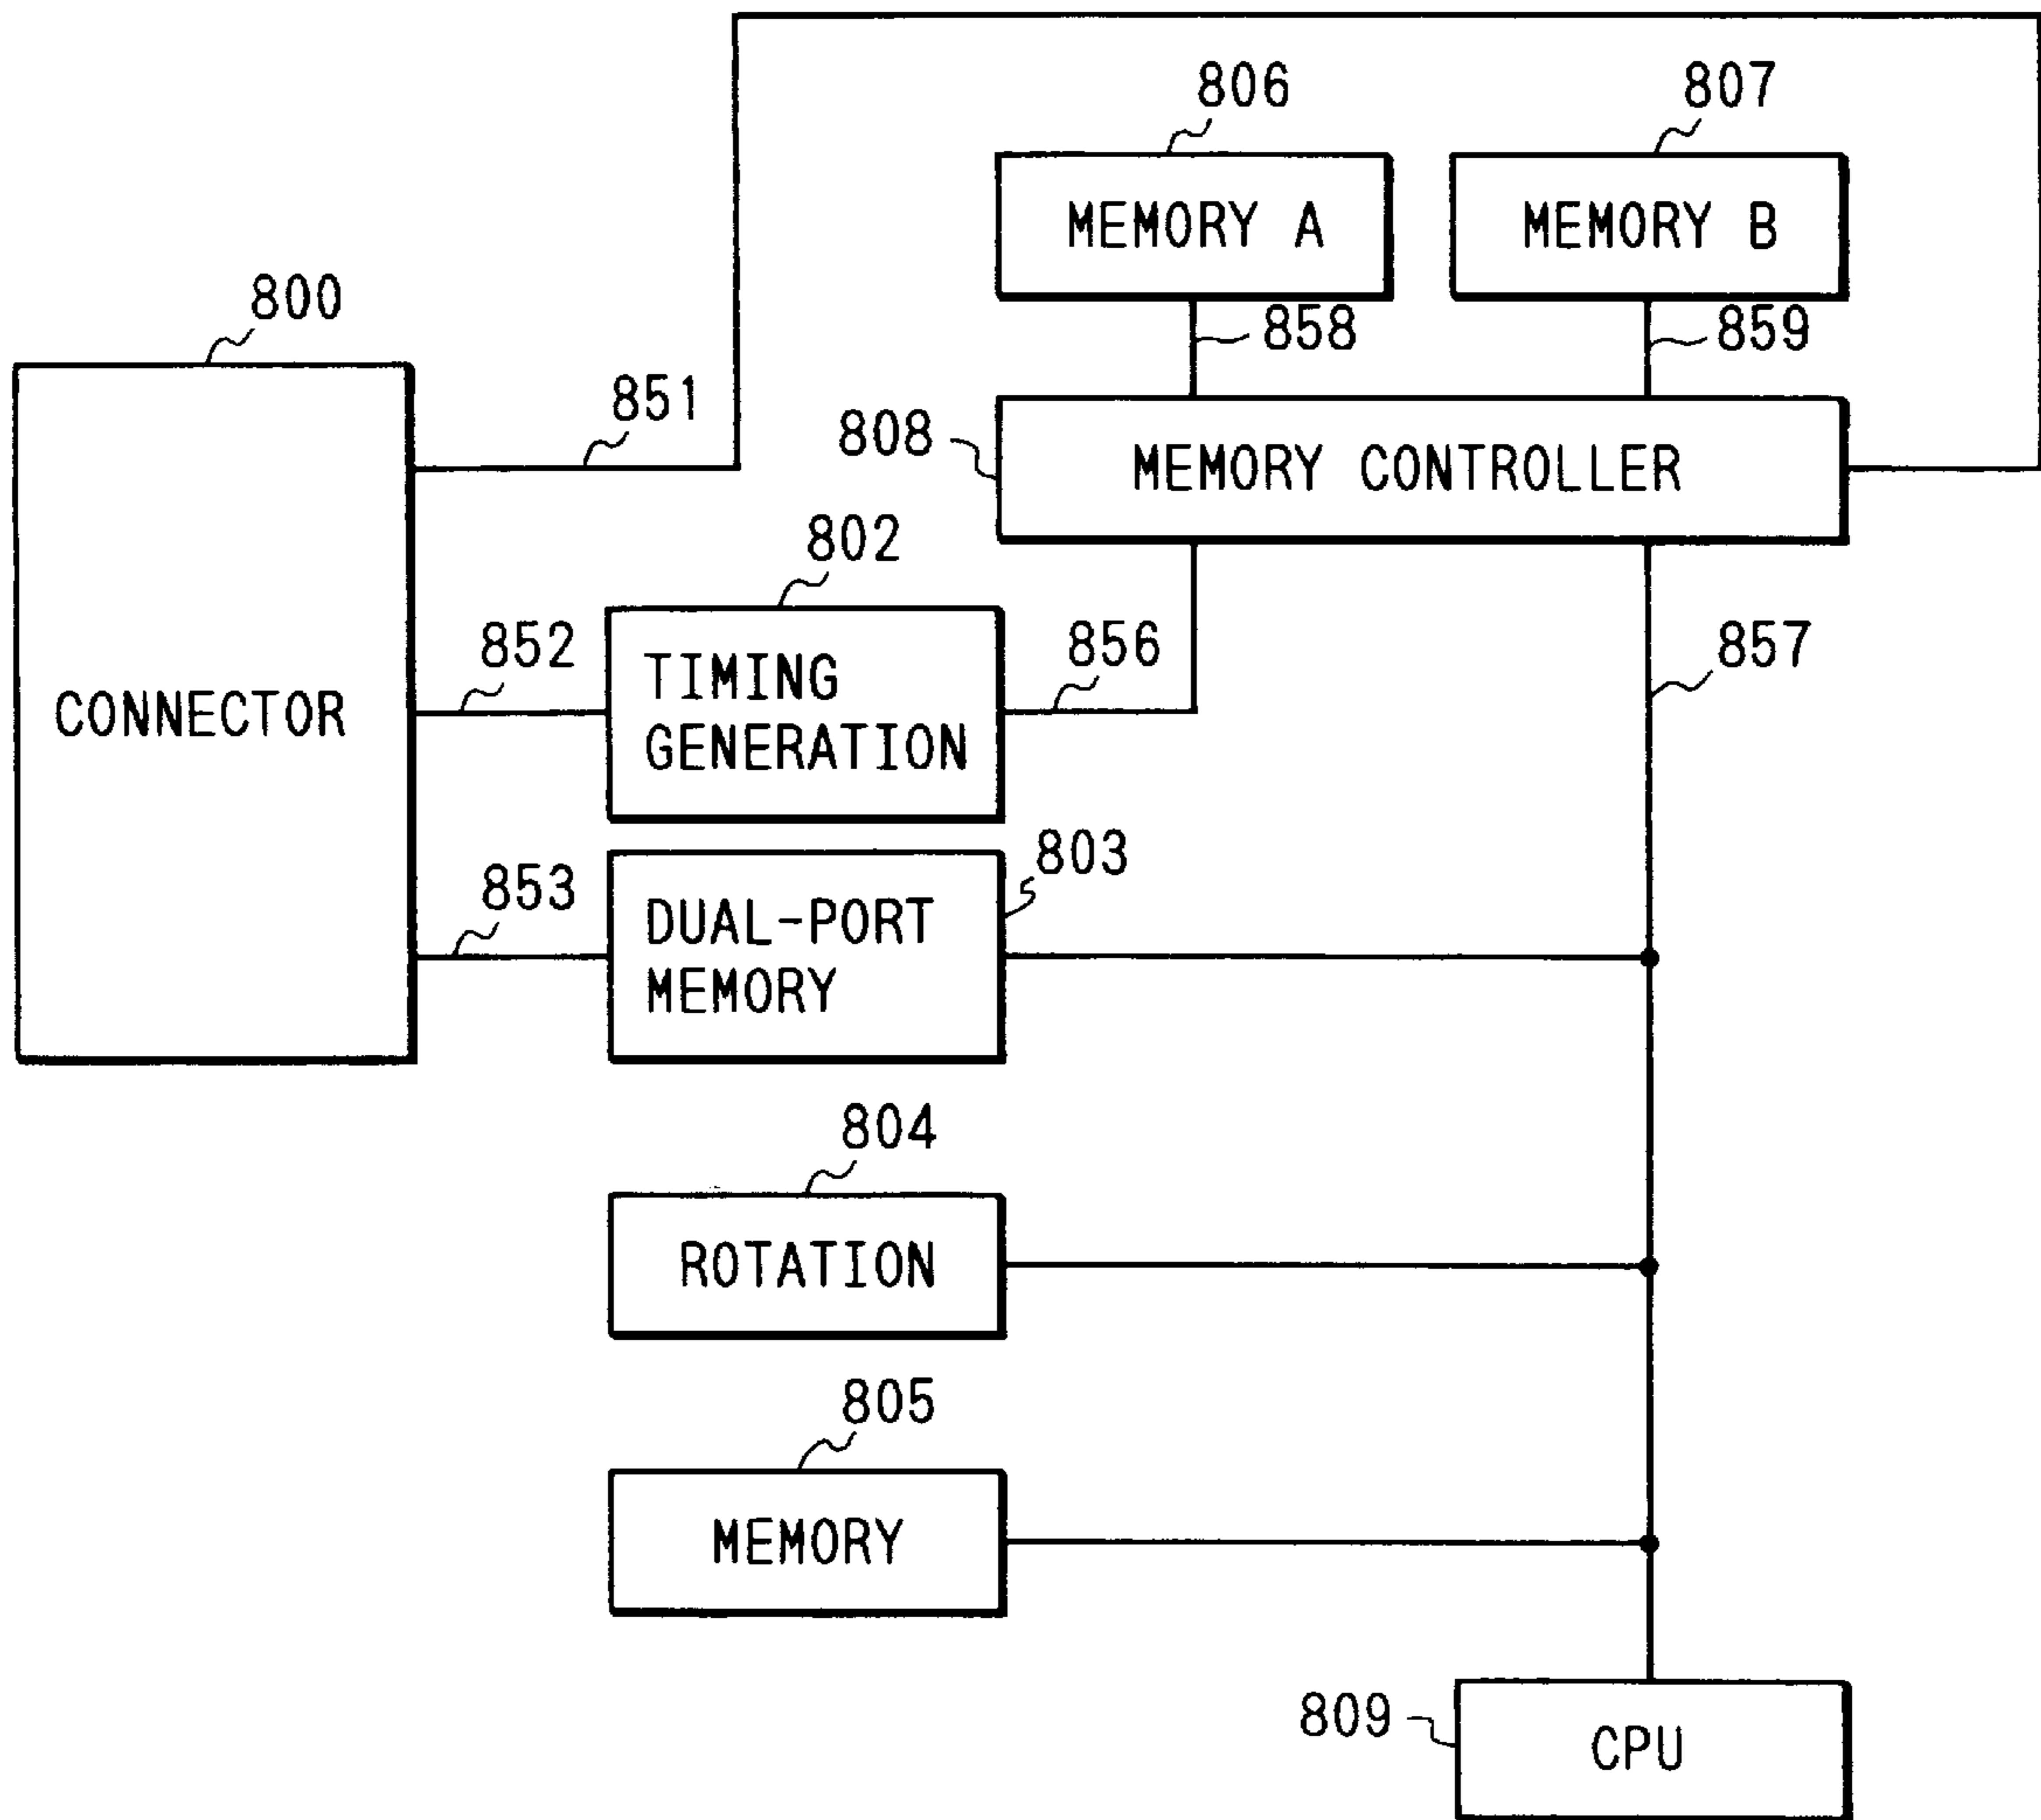 806
807
MEMORY A
MEMORY B
800
858
859
851
808
MEMORY CONTROLLER
802
852
TIMING
GENERATION
856
857
CONNECTOR
803
853
DUAL-PORT
MEMORY
804
ROTATION
805
MEMORY
809
CPU